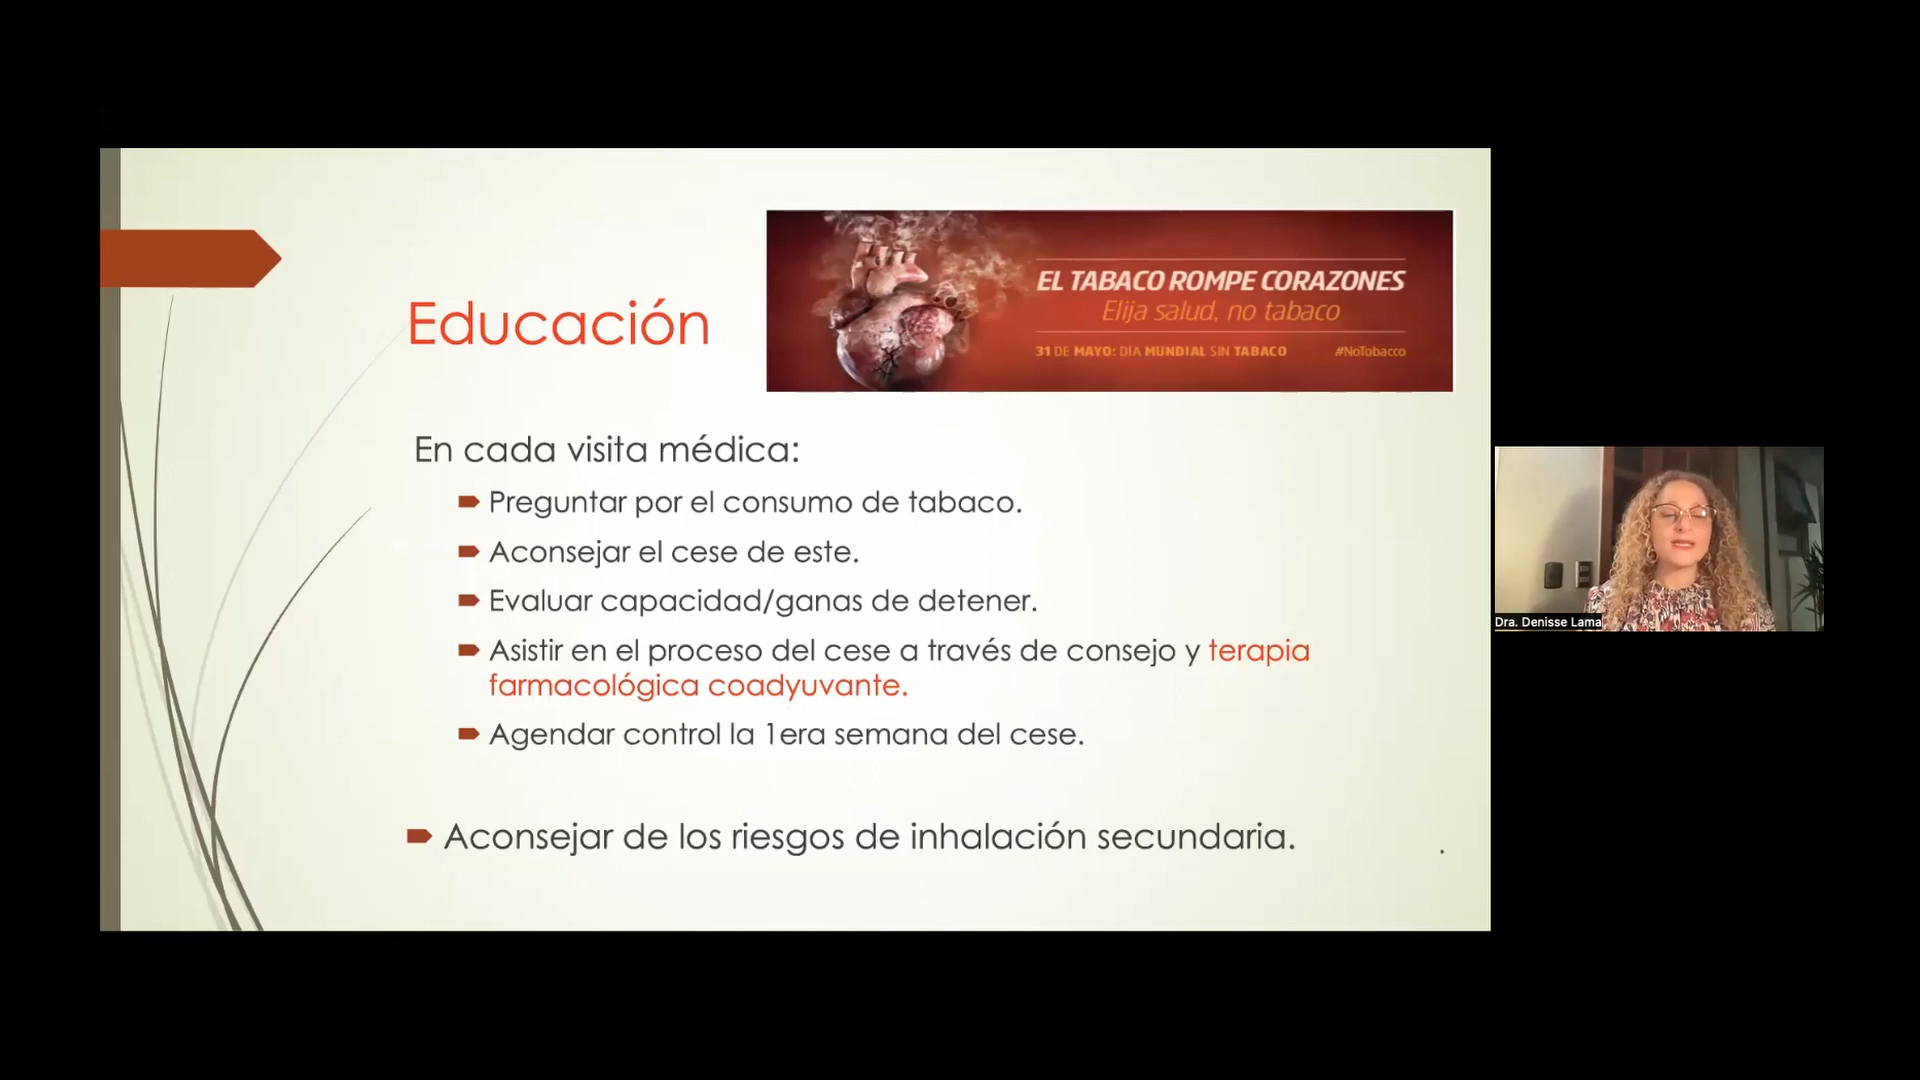 EL TABACO ROMPE CORAZONES
Elija salud, no tabaco
31 DE MAYO: DÍA MUNDIAL SIN TABACO #NoTobacco
Educación
En cada visita médica:
Preguntar por el consumo de tabaco.
Aconsejar el cese de este.
Evaluar capacidad/ganas de detener.
Asistir en el proceso del cese a través de consejo y terapia
farmacológica coadyuvante.
Agendar control la 1era semana del cese.
Aconsejar de los riesgos de inhalación secundaria.
.
Dra. Denisse Lama